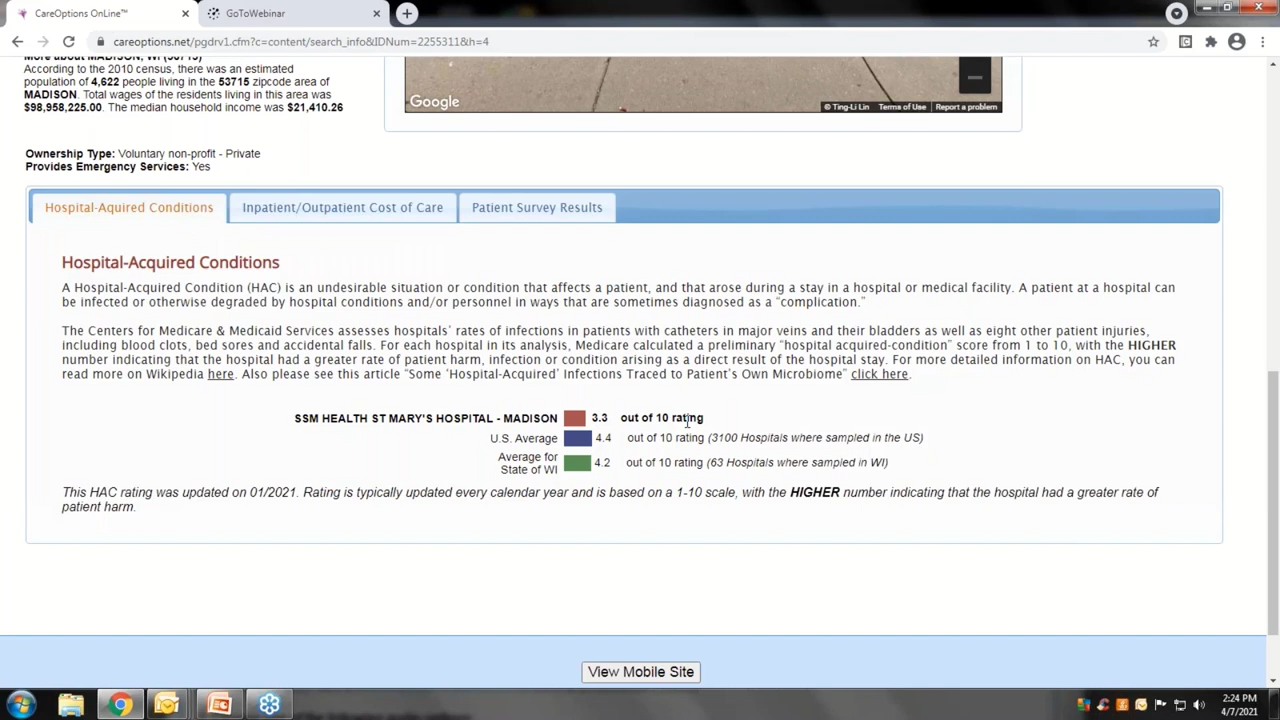 CareOptions OnLine™
GoToWebinar
careoptions.net/pgdrv1.cfm?c=content/search_info&IDNum=2255311&h=4
More about MADISON, WI (53715)
According to the 2010 census, there was an estimated
population of 4,622 people living in the 53715 zipcode area of
MADISON. Total wages of the residents living in this area was
$98,958,225.00. The median household income was $21,410.26
Google
© Ting-Li Lin Terms of Use Report a problem
Ownership Type: Voluntary non-profit - Private
Provides Emergency Services: Yes
Hospital-Aquired Conditions
Inpatient/Outpatient Cost of Care
Patient Survey Results
Hospital-Acquired Conditions
A Hospital-Acquired Condition (HAC) is an undesirable situation or condition that affects a patient, and that arose during a stay in a hospital or medical facility. A patient at a hospital can
be infected or otherwise degraded by hospital conditions and/or personnel in ways that are sometimes diagnosed as a “complication.”
The Centers for Medicare & Medicaid Services assesses hospitals’ rates of infections in patients with catheters in major veins and their bladders as well as eight other patient injuries,
including blood clots, bed sores and accidental falls. For each hospital in its analysis, Medicare calculated a preliminary “hospital acquired-condition” score from 1 to 10, with the HIGHER
number indicating that the hospital had a greater rate of patient harm, infection or condition arising as a direct result of the hospital stay. For more detailed information on HAC, you can
read more on Wikipedia here. Also please see this article “Some ‘Hospital-Acquired’ Infections Traced to Patient’s Own Microbiome” click here.
SSM HEALTH ST MARY'S HOSPITAL - MADISON 3.3 out of 10 rating
U.S. Average 4.4 out of 10 rating (3100 Hospitals where sampled in the US)
Average for
State of WI 4.2 out of 10 rating (63 Hospitals where sampled in WI)
This HAC rating was updated on 01/2021. Rating is typically updated every calendar year and is based on a 1-10 scale, with the HIGHER number indicating that the hospital had a greater rate of
patient harm.
View Mobile Site
2:24 PM
4/7/2021